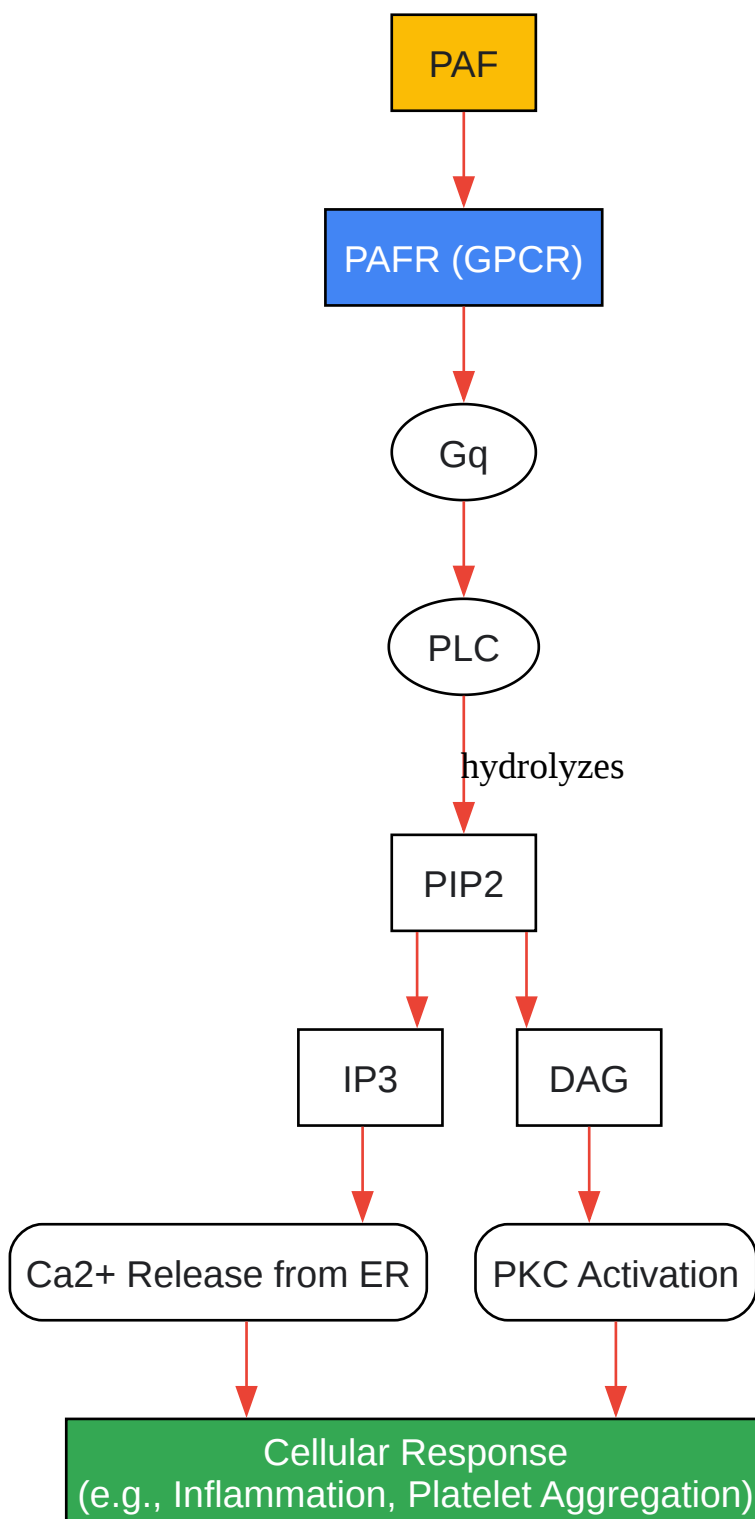 PAF
PAFR (GPCR)
Gq
PLC
hydrolyzes
PIP2
IP3
DAG
Ca2+ Release from ER
PKC Activation
Cellular Response
(e.g., Inflammation, Platelet Aggregation)